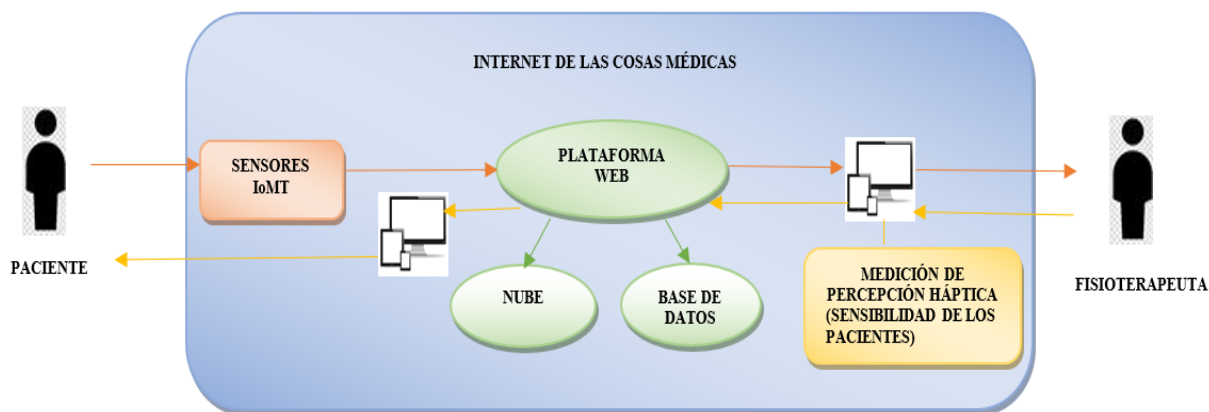 INTERNET DE LAS COSAS MÉDICAS
PACIENTE
SENSORES
IoMT
PLATAFORMA
WEB
NUBE
BASE DE
DATOS
MEDICIÓN DE
PERCEPCIÓN HÁPTICA
(SENSIBILIDAD DE LOS
PACIENTES)
FISIOTERAPEUTA